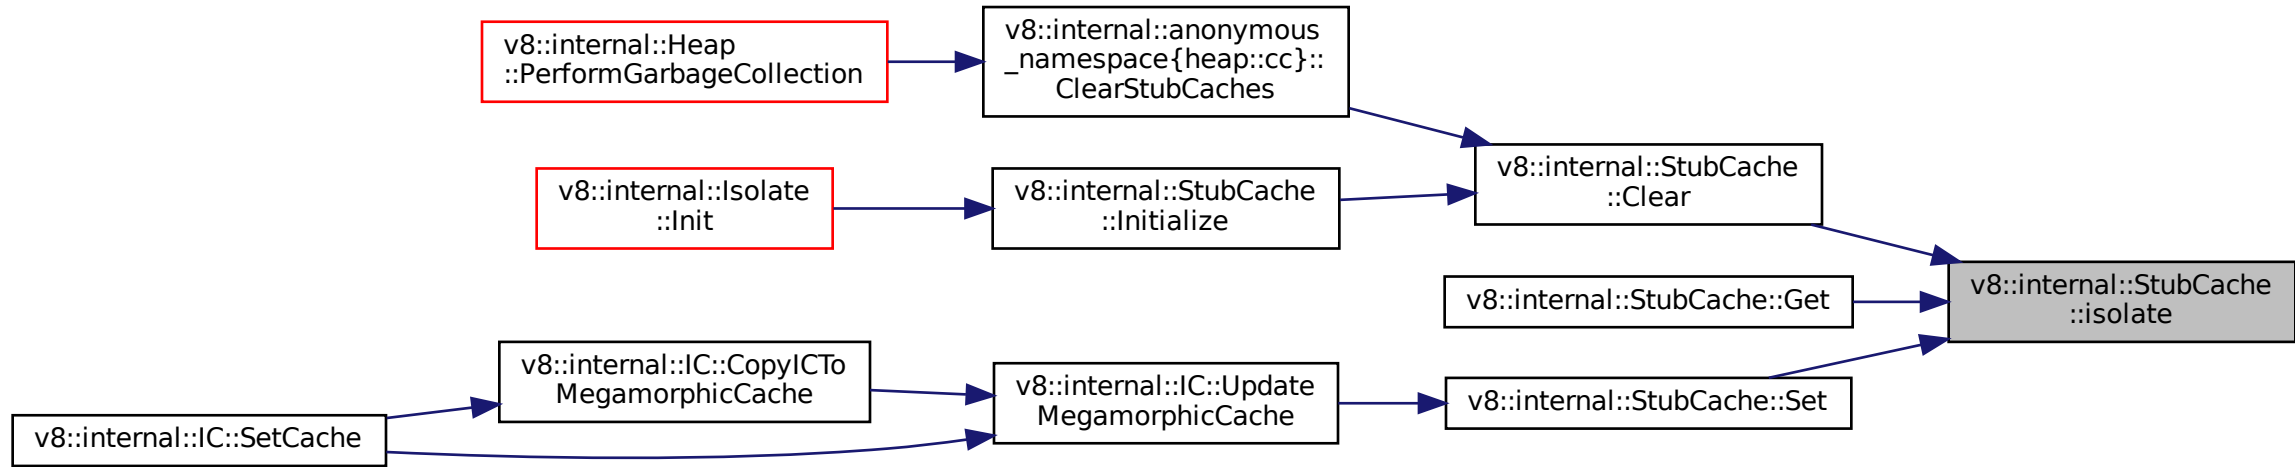 v8::internal::Heap
::PerformGarbageCollection
v8::internal::anonymous
_namespace{heap::cc}::
ClearStubCaches
v8::internal::StubCache
::Clear
v8::internal::Isolate
::Init
v8::internal::StubCache
::Initialize
v8::internal::StubCache::Get
v8::internal::StubCache
::isolate
v8::internal::IC::CopyICTo
MegamorphicCache
v8::internal::IC::Update
MegamorphicCache
v8::internal::StubCache::Set
v8::internal::IC::SetCache